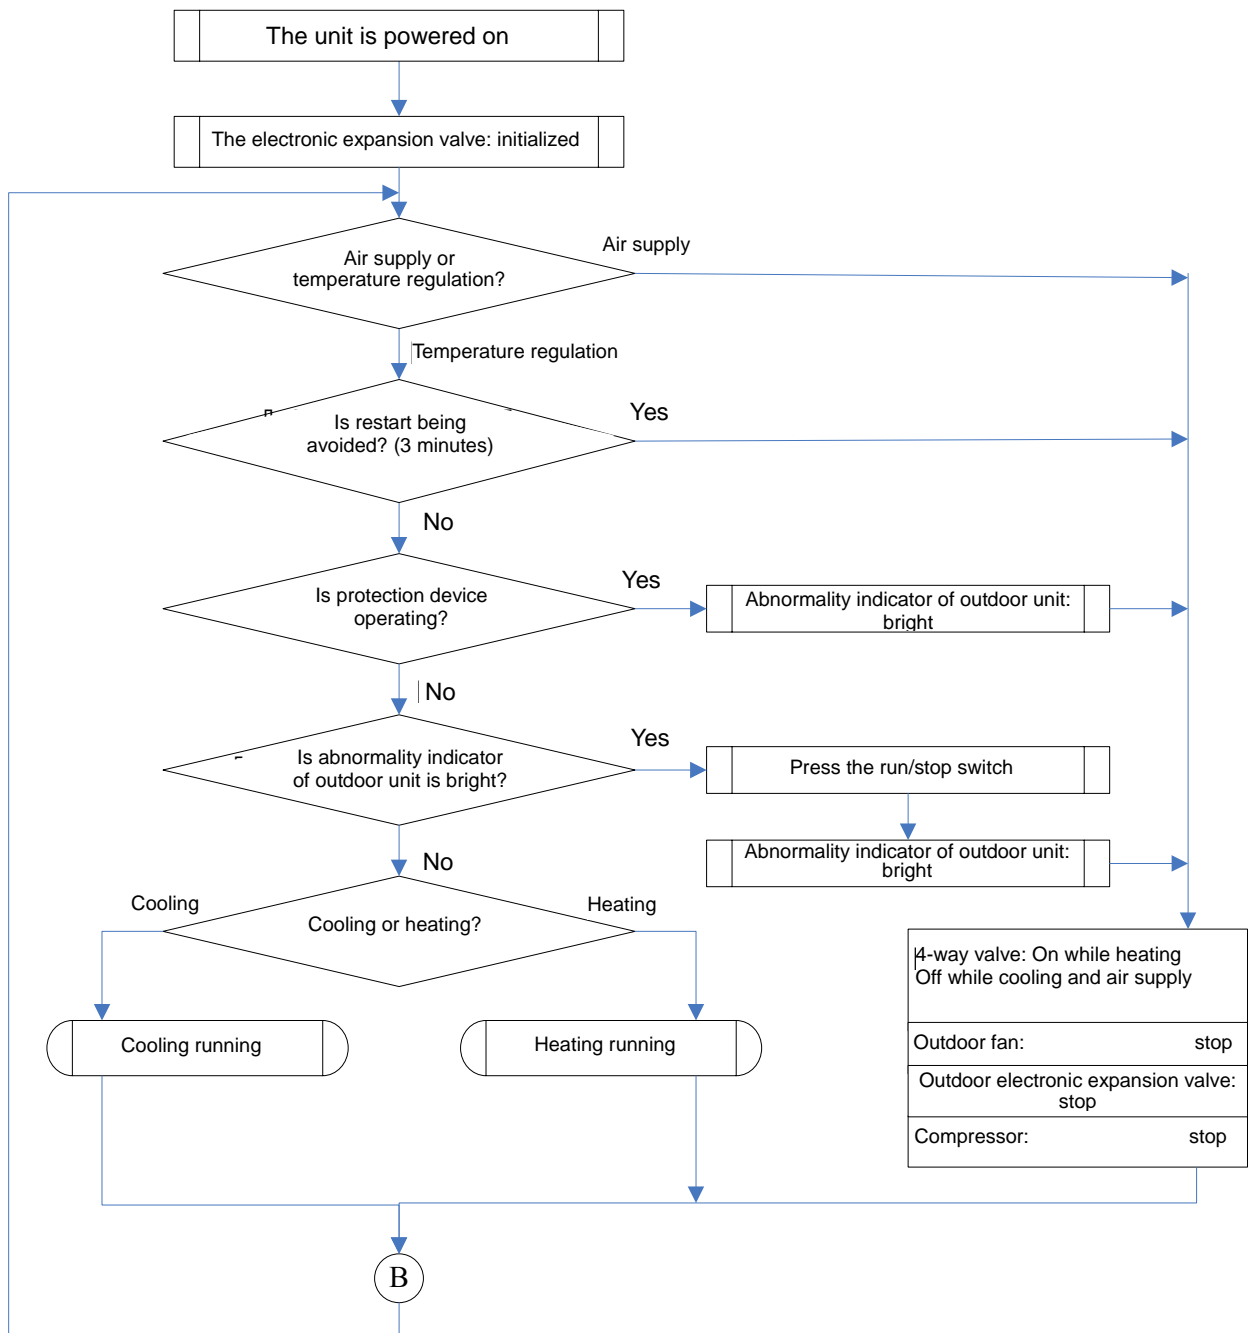 The unit is powered on
The electronic expansion valve: initialized
Air supply or
temperature regulation?
Air supply
Temperature regulation
Is restart being
avoided? (3 minutes)
Yes
No
Is protection device
operating?
Yes
Abnormality indicator of outdoor unit:
bright
No
Is abnormality indicator
of outdoor unit is bright?
Yes
Press the run/stop switch
Abnormality indicator of outdoor unit:
bright
No
Cooling or heating?
Cooling
Heating
Cooling running
Heating running
4-way valve: On while heating
Off while cooling and air supply
Outdoor fan: stop
Outdoor electronic expansion valve:
stop
Compressor: stop
B